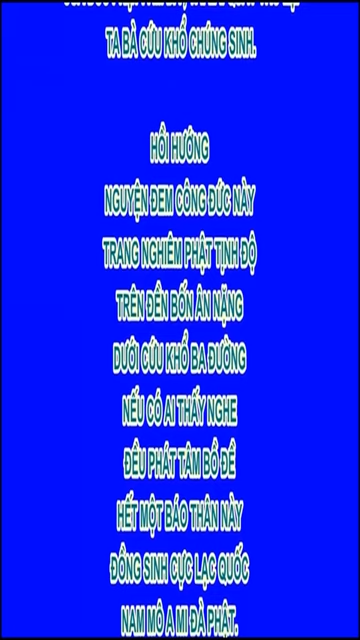 TA BÀ CỨU KHỔ CHÚNG SINH.
HỒI HƯỚNG
NGUYỆN ĐEM CÔNG ĐỨC NÀY
TRANG NGHIÊM PHẬT TỊNH ĐỘ
TRÊN ĐỀN BỐN ÂN NẶNG
DƯỚI CỨU KHỔ BA ĐƯỜNG
NẾU CÓ AI THẤY NGHE
ĐỀU PHÁT TÂM BỒ ĐỀ
HẾT MỘT BÁO THÂN NÀY
ĐỒNG SINH CỰC LẠC QUỐC
NAM MÔ A MI ĐÀ PHẬT.